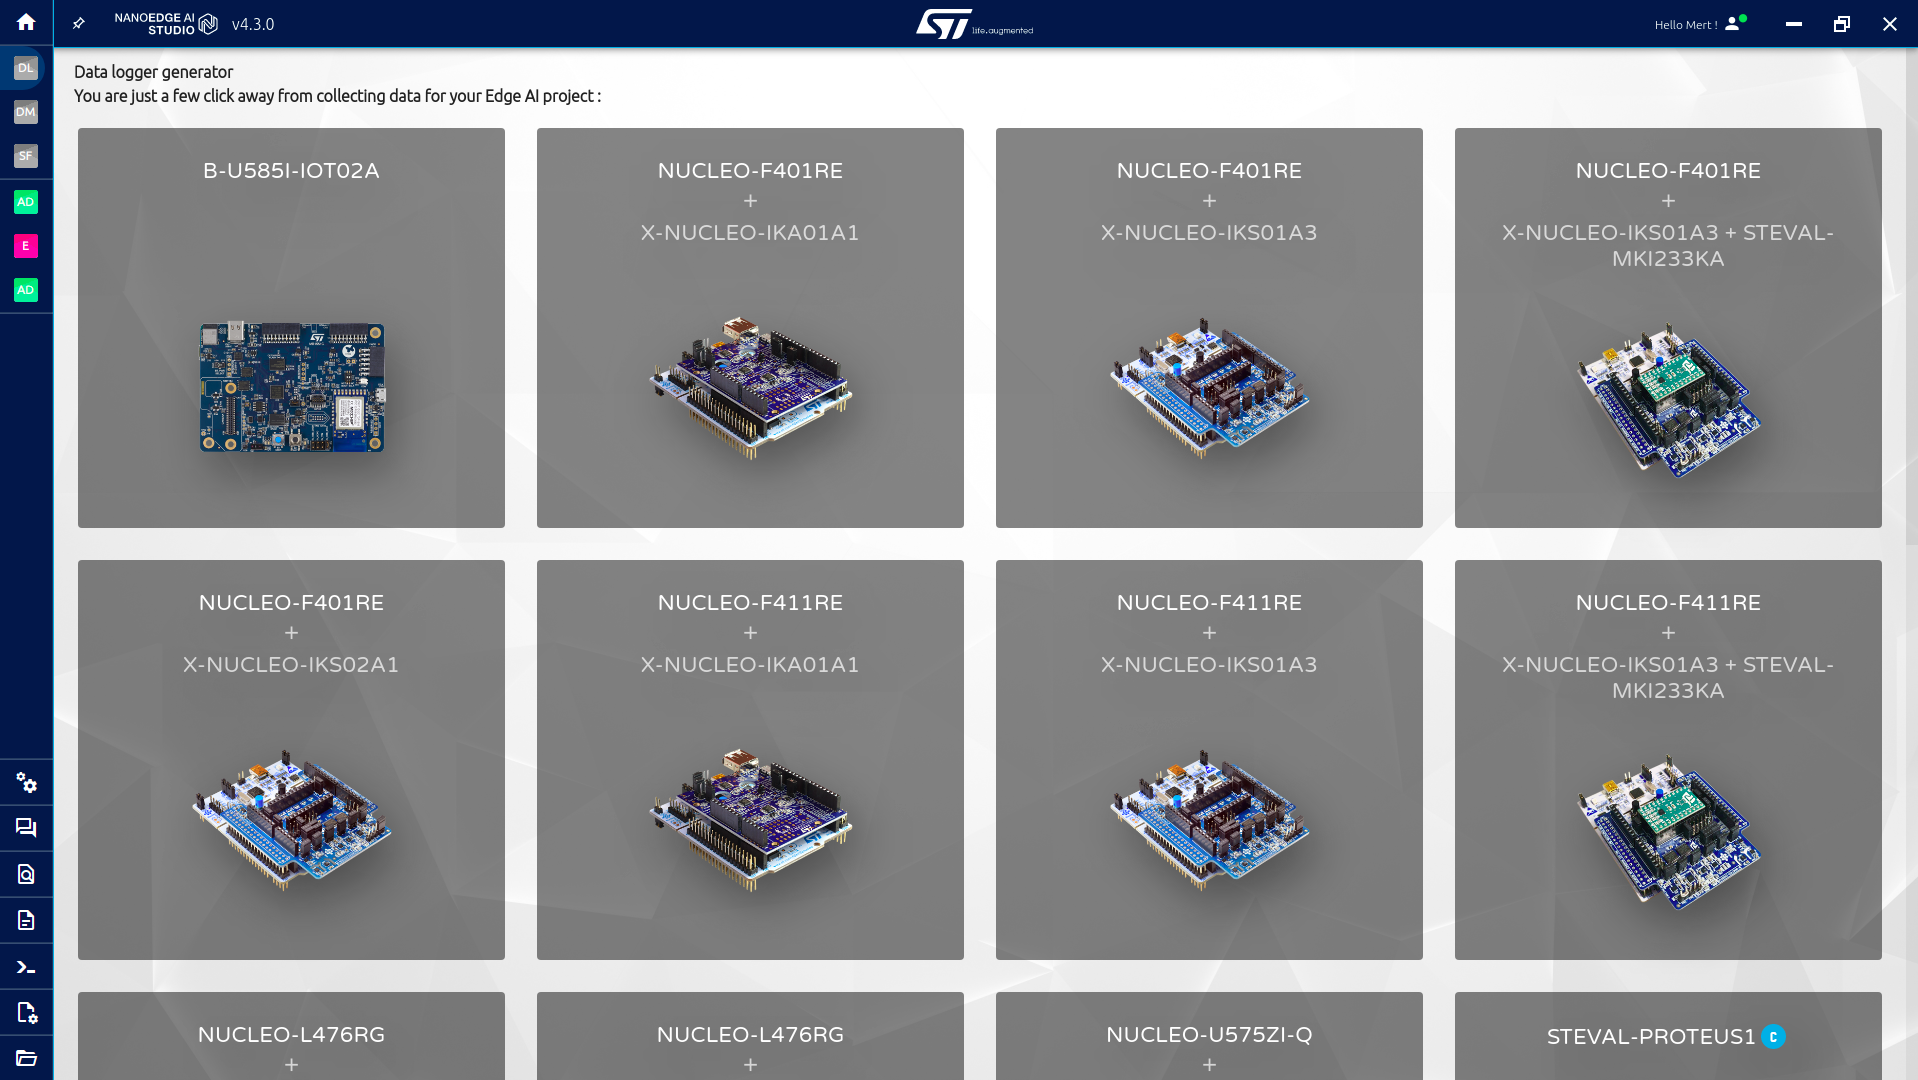 NANOEDGE AI
STUDIO
v4.3.0
ST
life.augmented
Hello Mert !
DL
DM
SF
AD
E
AD
Data logger generator
You are just a few click away from collecting data for your Edge AI project :
B-U585I-IOT02A
NUCLEO-F401RE
+
X-NUCLEO-IKA01A1
NUCLEO-F401RE
+
X-NUCLEO-IKS01A3
NUCLEO-F401RE
+
X-NUCLEO-IKS01A3 + STEVAL-
MKI233KA
NUCLEO-F401RE
+
X-NUCLEO-IKS02A1
NUCLEO-F411RE
+
X-NUCLEO-IKA01A1
NUCLEO-F411RE
+
X-NUCLEO-IKS01A3
NUCLEO-F411RE
+
X-NUCLEO-IKS01A3 + STEVAL-
MKI233KA
NUCLEO-L476RG
+
NUCLEO-L476RG
+
NUCLEO-U575ZI-Q
+
STEVAL-PROTEUS1 C